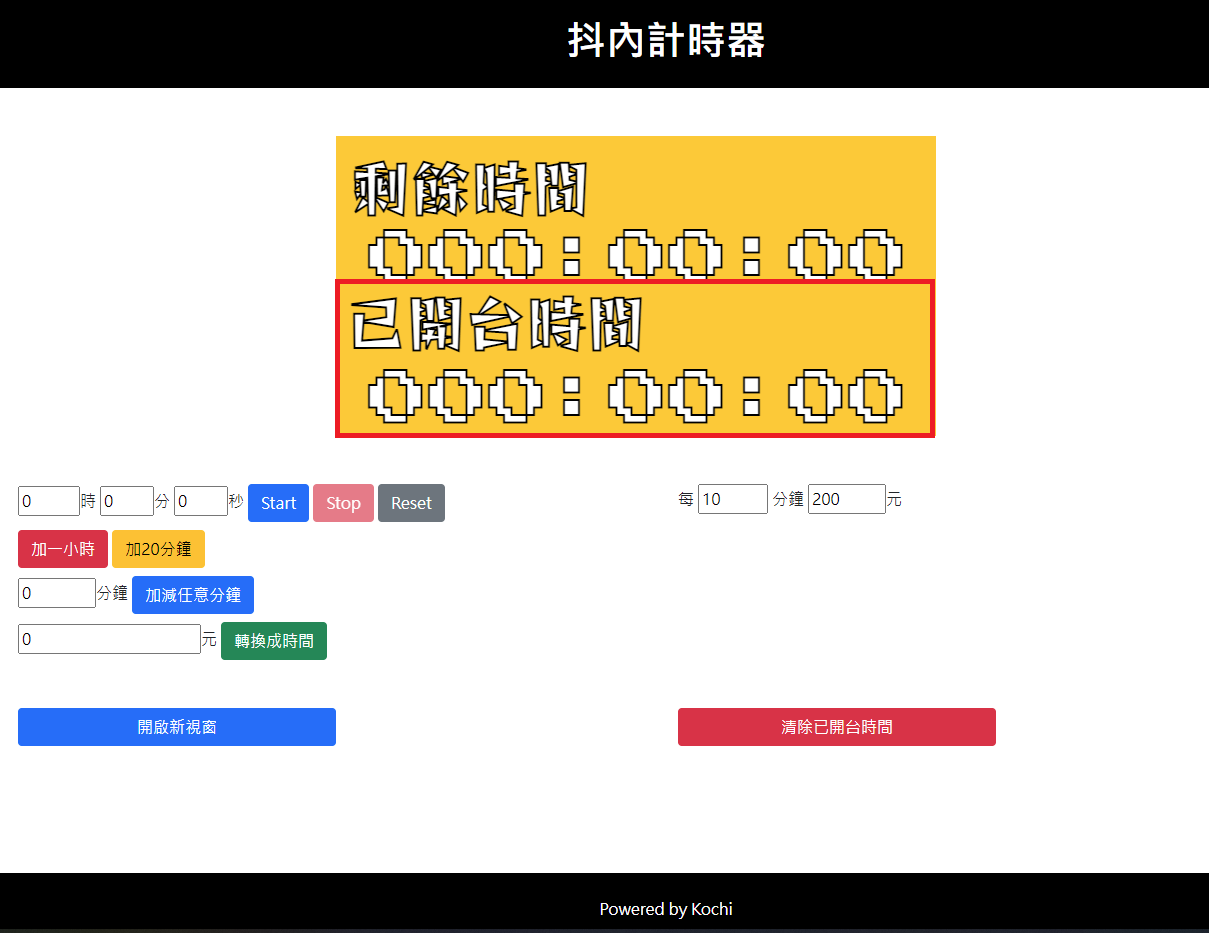 抖內計時器
剩餘時間
000:00:00
已開台時間
000:00:00
0時 0分 0秒 Start Stop Reset
每 10 分鐘 200元
加一小時 加20分鐘
0分鐘 加減任意分鐘
0元 轉換成時間
開啟新視窗
清除已開台時間
Powered by Kochi